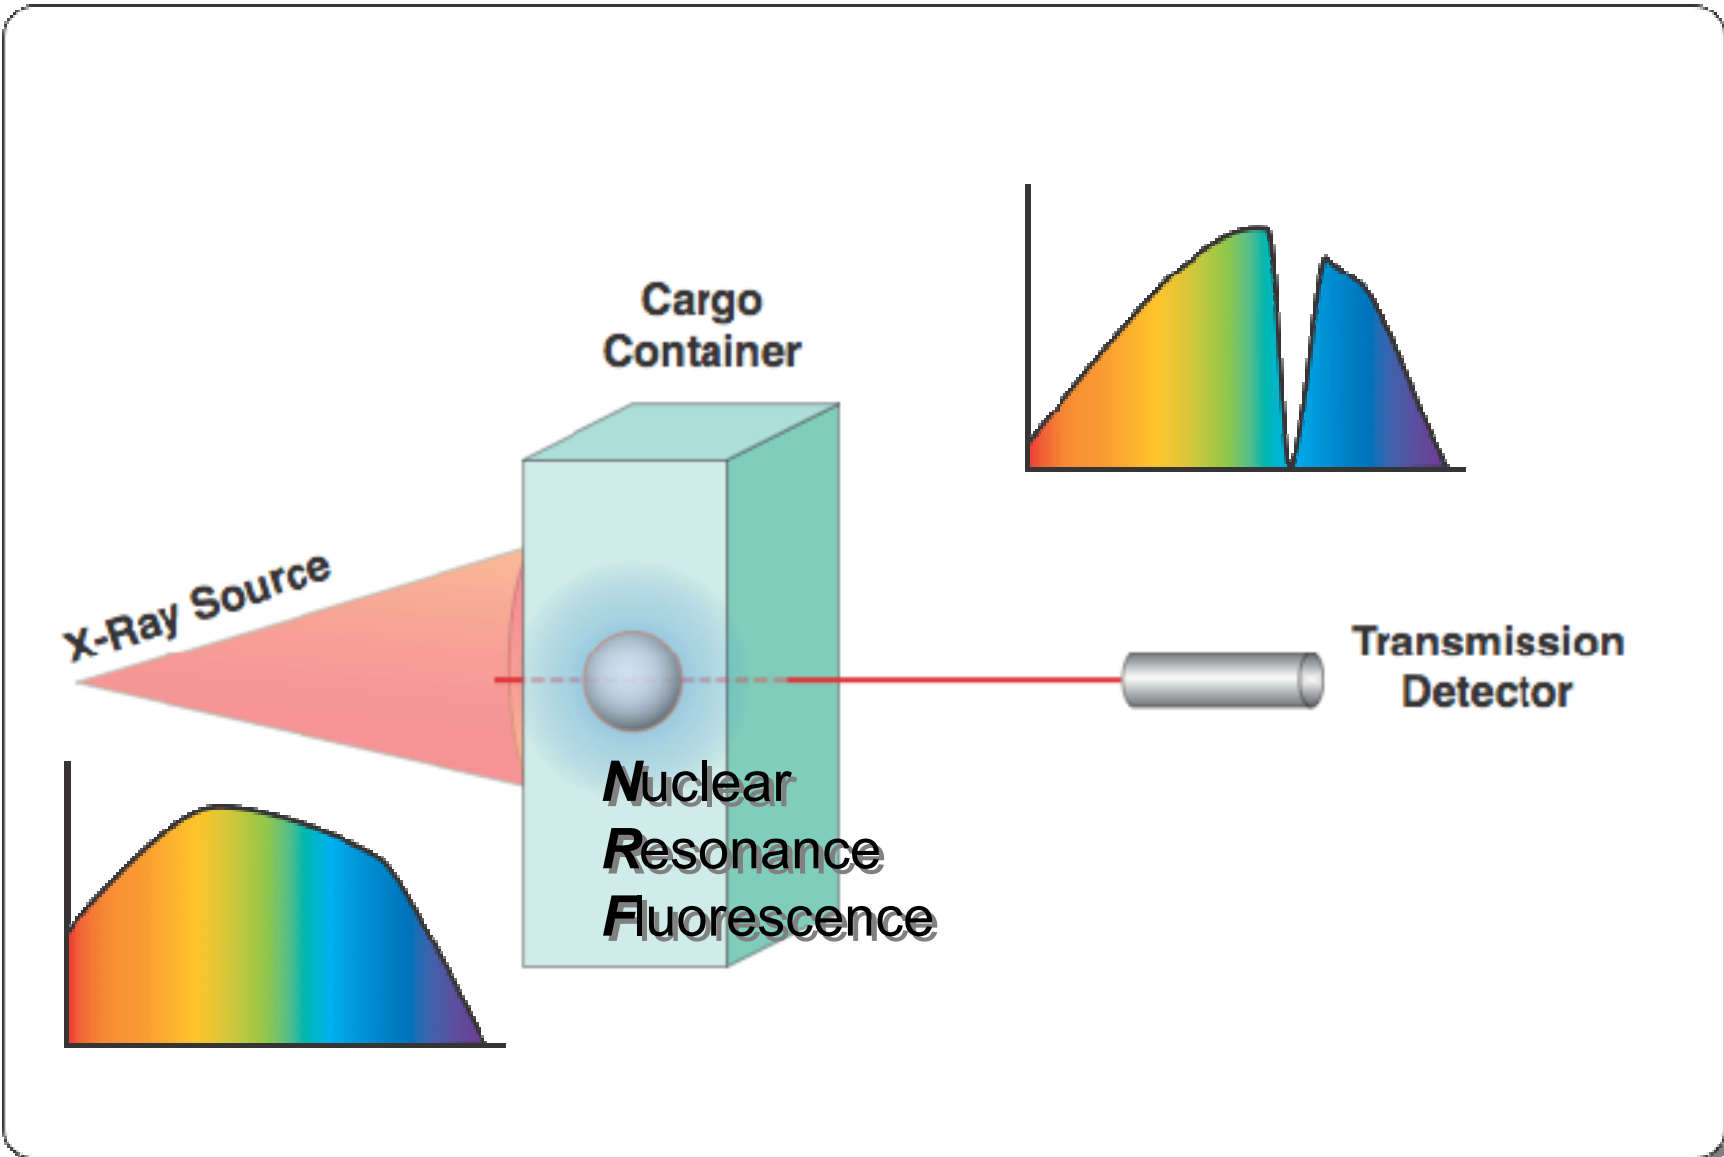 Cargo
Container
X-Ray Source
Transmission
Detector
Nuclear
Resonance
Fluorescence